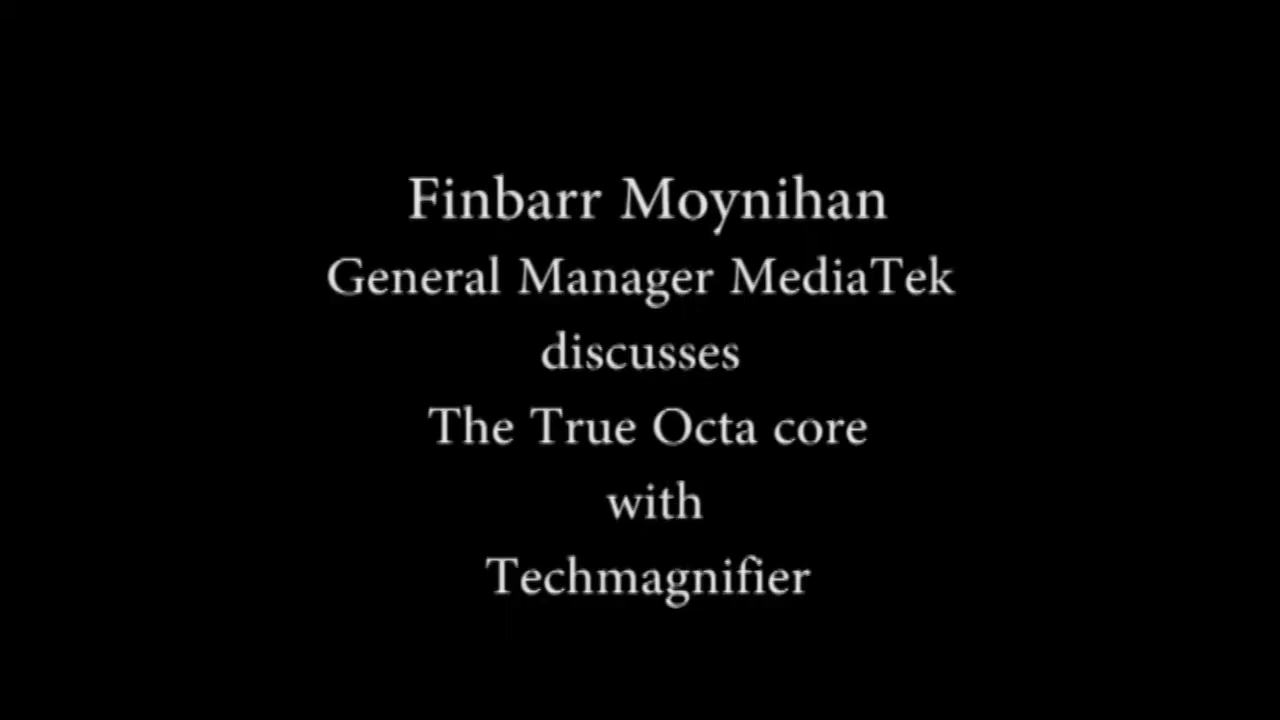 Finbarr Moynihan
General Manager MediaTek
discusses
The True Octa core
with
Techmagnifier